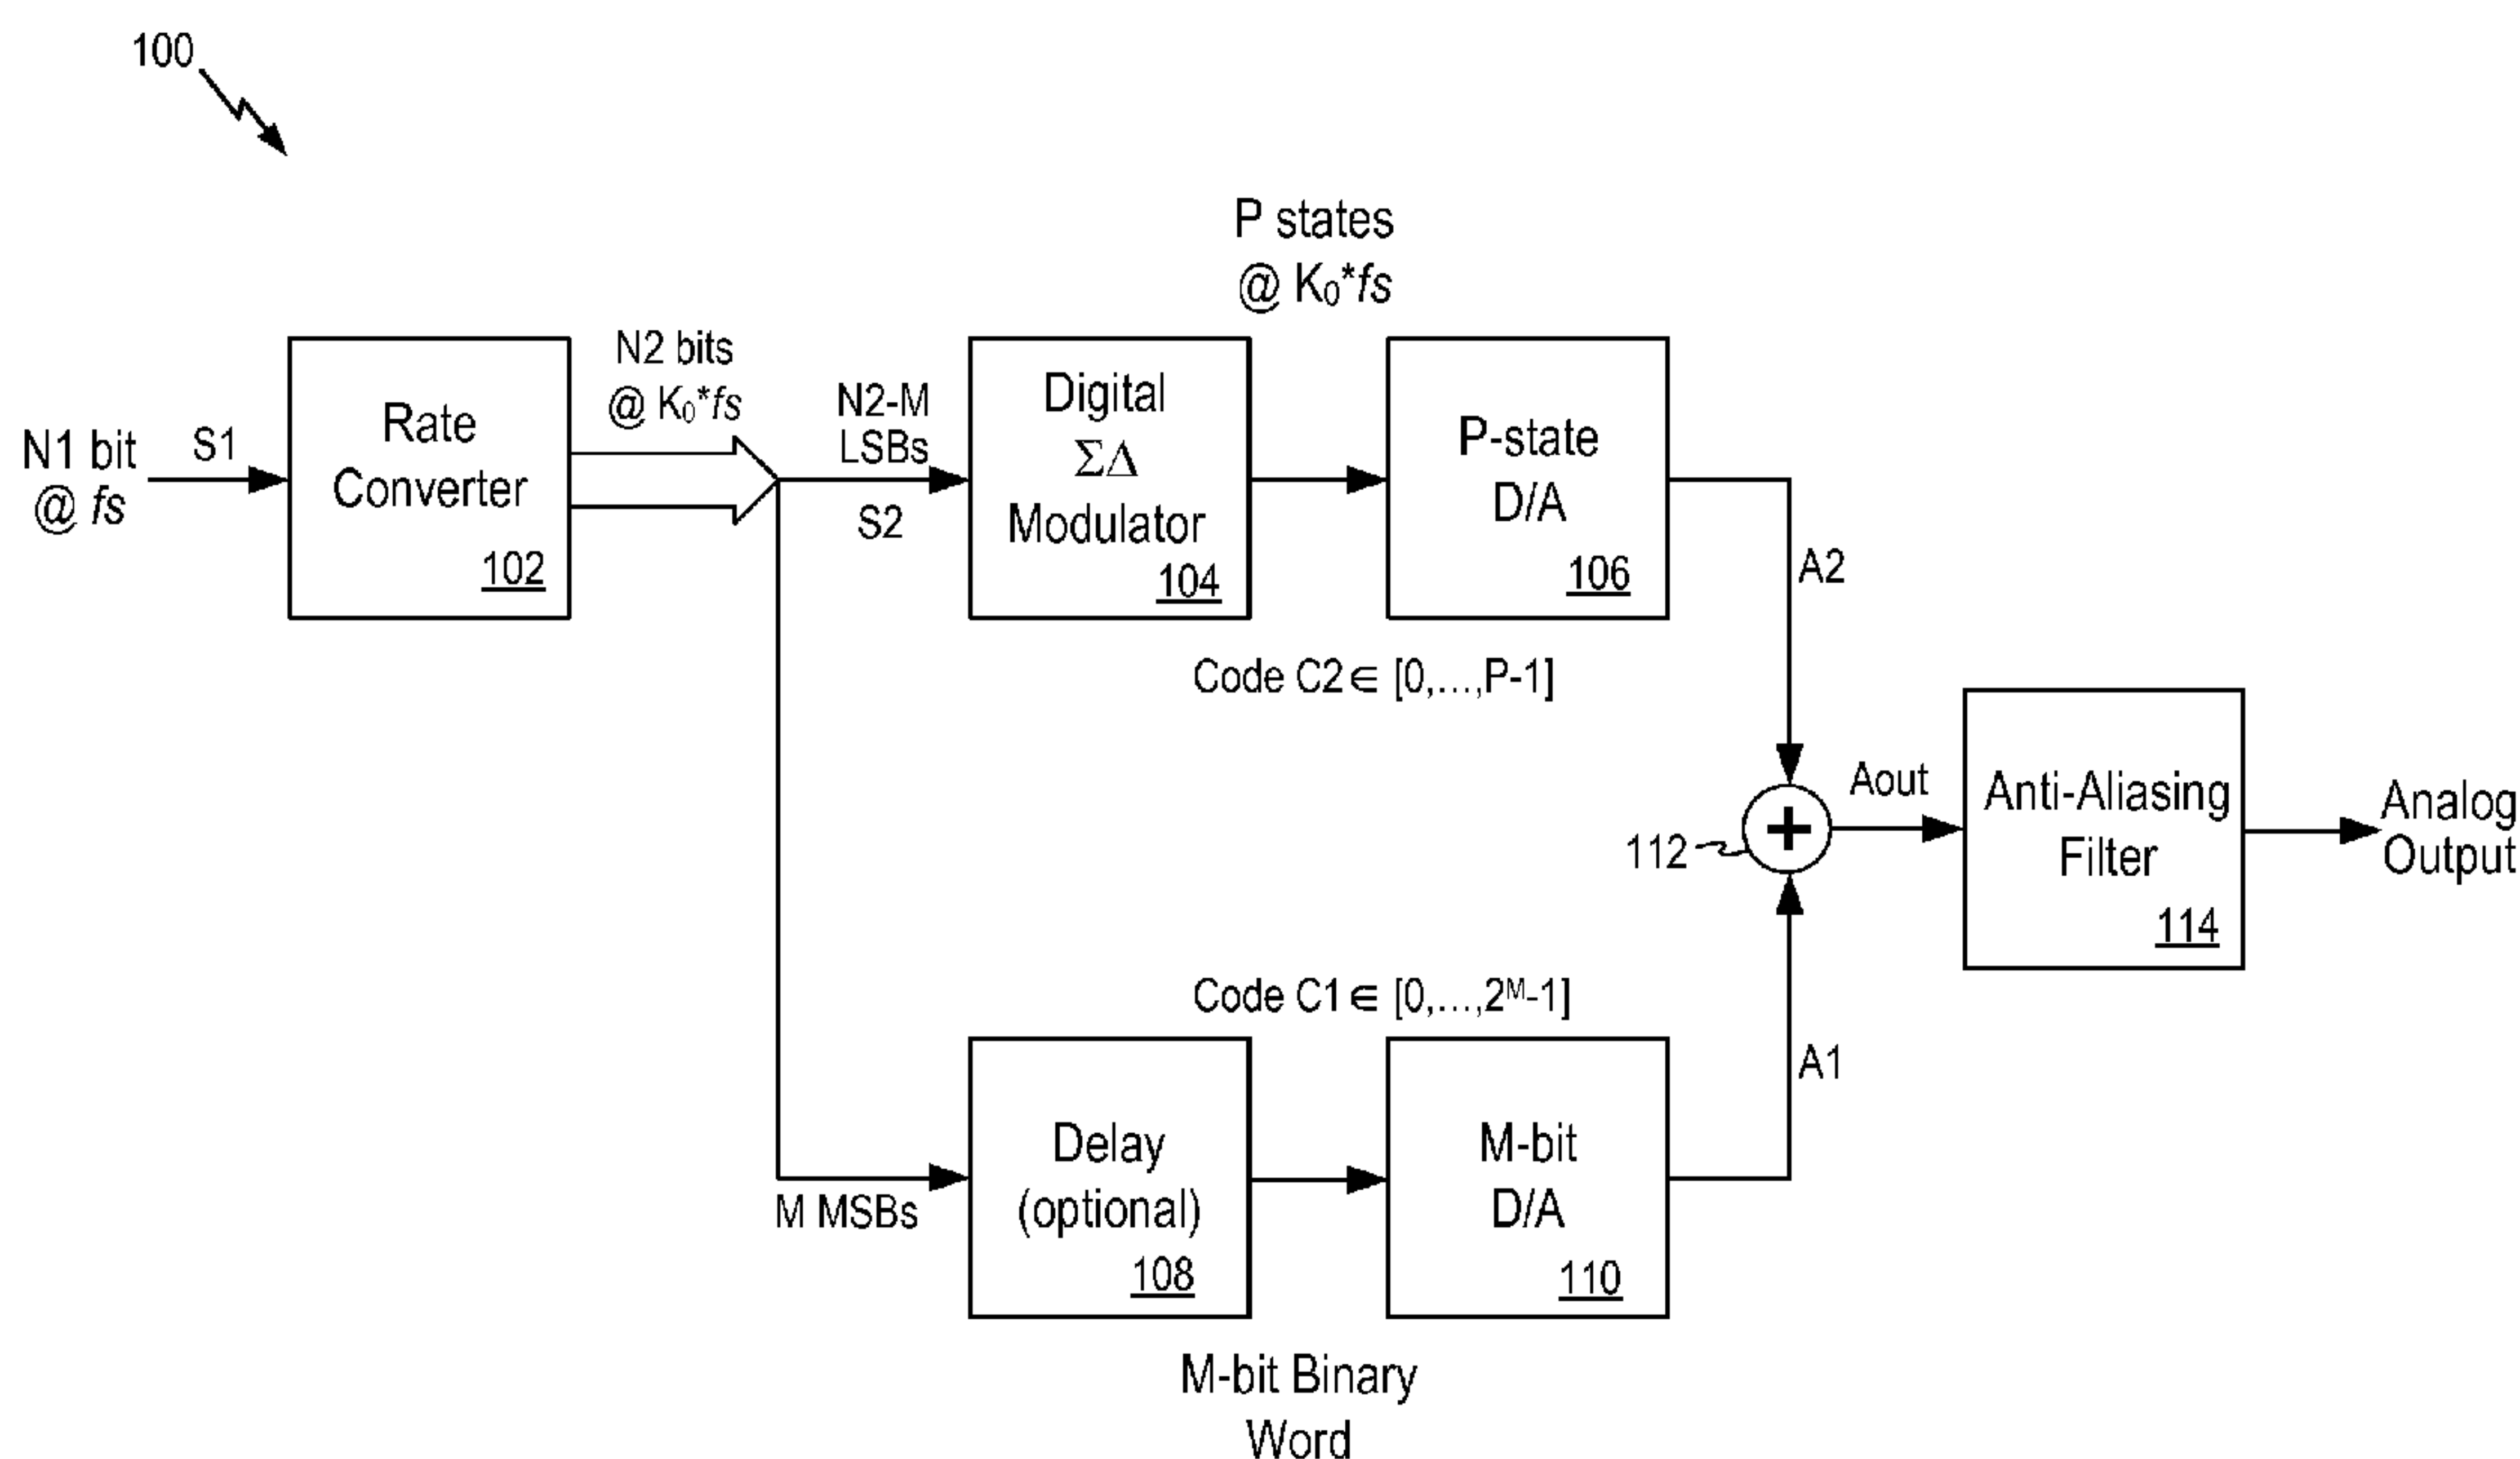 100
P states
@ K₀*fs
N1 bit
@ fs
S1
Rate
Converter
102
N2 bits
@ K₀*fs
N2-M
LSBs
S2
Digital
ΣΔ
Modulator
104
P-state
D/A
106
A2
Code C2 ∈ [0,...,P-1]
112
+
Aout
Anti-Aliasing
Filter
114
Analog
Output
Code C1 ∈ [0,...,2ᴹ-1]
M MSBs
Delay
(optional)
108
M-bit
D/A
110
A1
M-bit Binary
Word